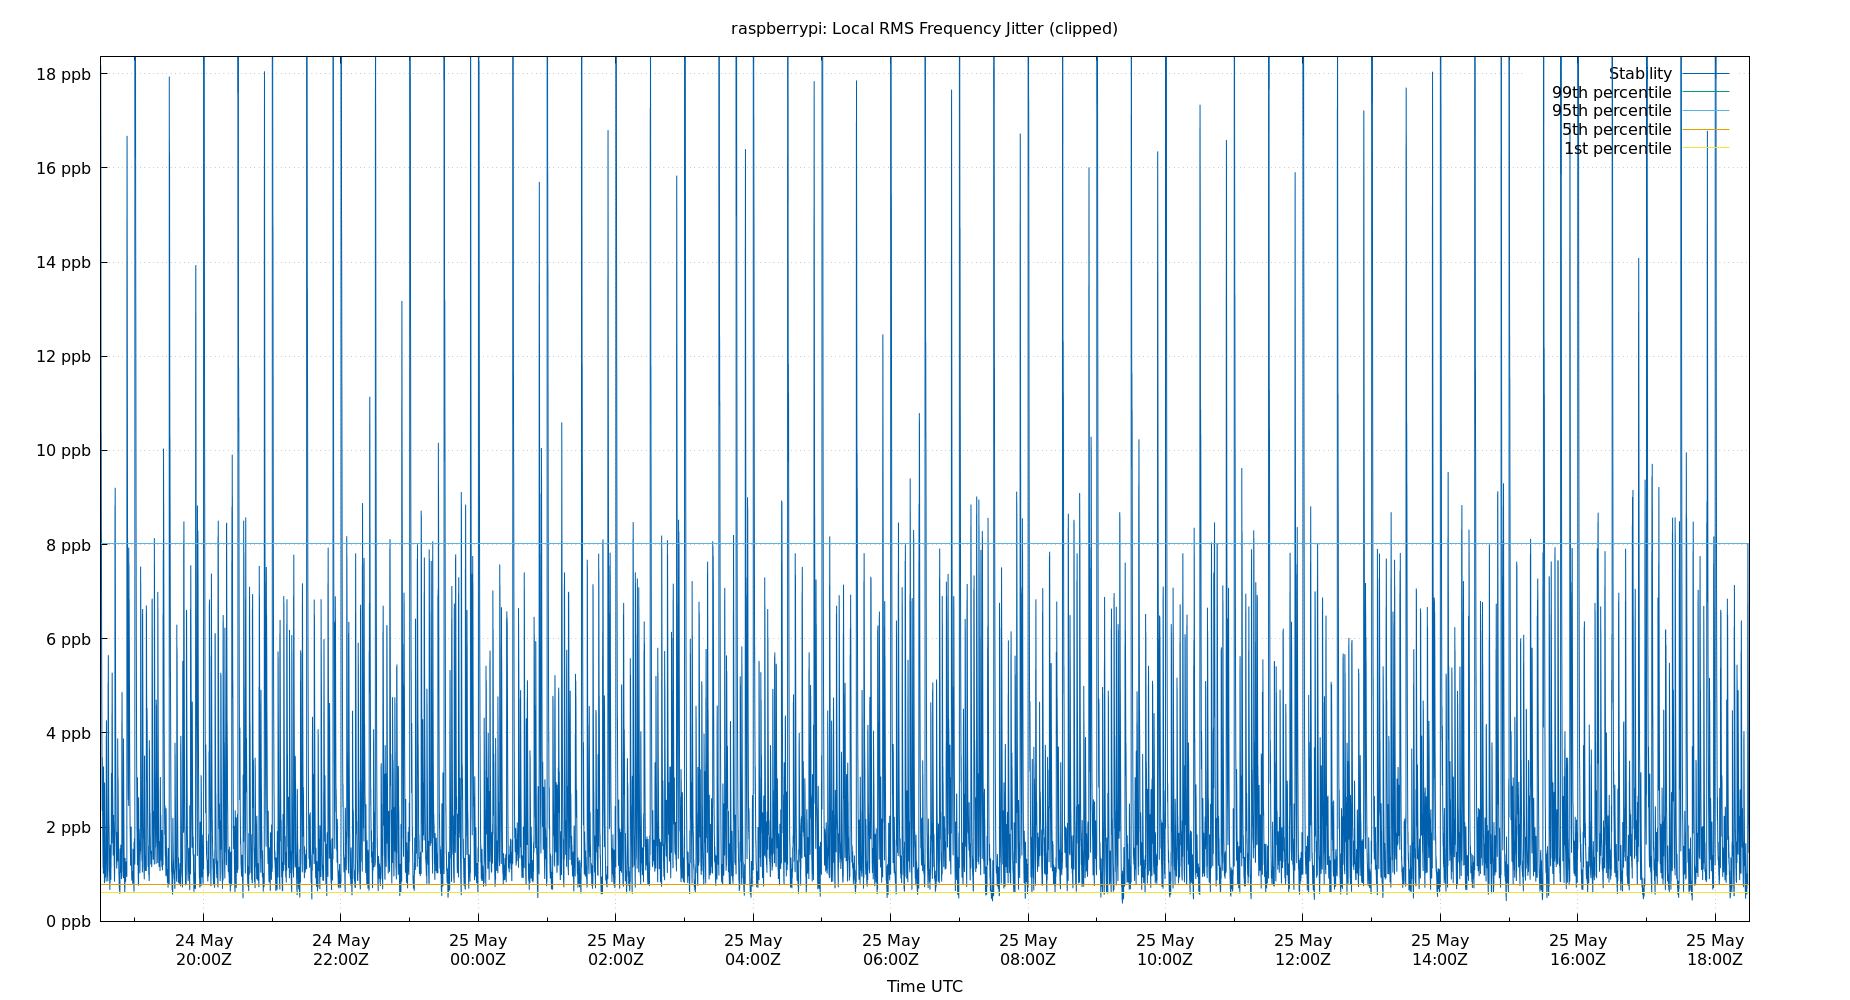 raspberrypi: Local RMS Frequency Jitter (clipped)
18 ppb
16 ppb
14 ppb
12 ppb
10 ppb
8 ppb
6 ppb
4 ppb
2 ppb
0 ppb
Stability
99th percentile
95th percentile
5th percentile
1st percentile
24 May 20:00Z
24 May 22:00Z
25 May 00:00Z
25 May 02:00Z
25 May 04:00Z
25 May 06:00Z
25 May 08:00Z
25 May 10:00Z
25 May 12:00Z
25 May 14:00Z
25 May 16:00Z
25 May 18:00Z
Time UTC